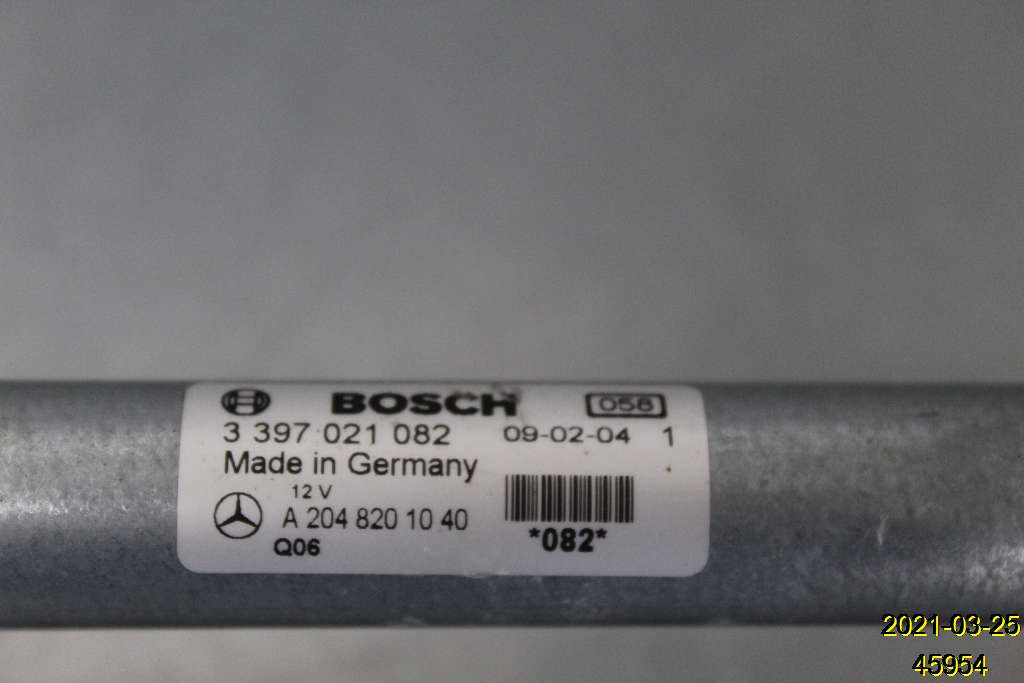 BOSCH 058
3 397 021 082 09-02-04 1
Made in Germany
12 V
A 204 820 10 40
Q06 *082*
2021-03-25
45954